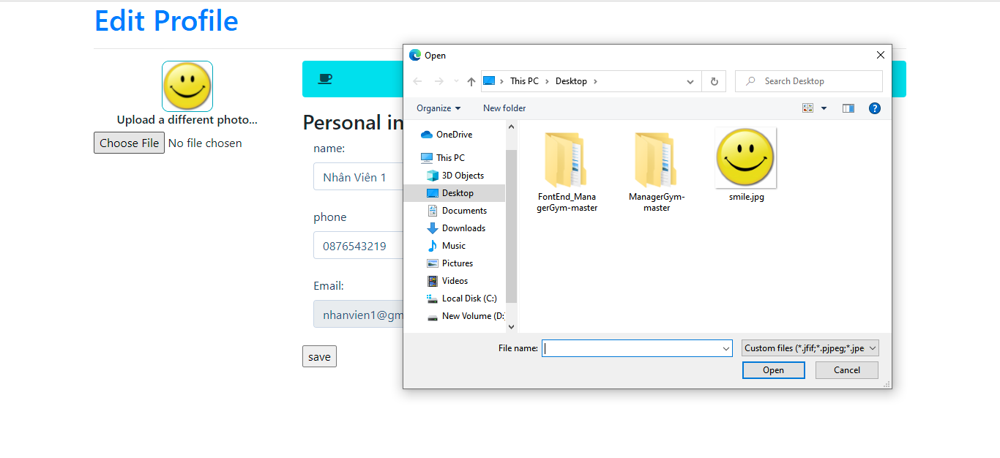 Edit Profile
Upload a different photo...
Choose File No file chosen
Personal in
name:
Nhân Viên 1
phone
0876543219
Email:
nhanvien1@gm
save
Open
This PC > Desktop >
Search Desktop
Organize
New folder
OneDrive
This PC
3D Objects
Desktop
Documents
Downloads
Music
Pictures
Videos
Local Disk (C:)
New Volume (D:
FontEnd_Mana
gerGym-master
ManagerGym-
master
smile.jpg
File name:
Custom files (*.jfif;*.pjpeg;*.jpe
Open
Cancel